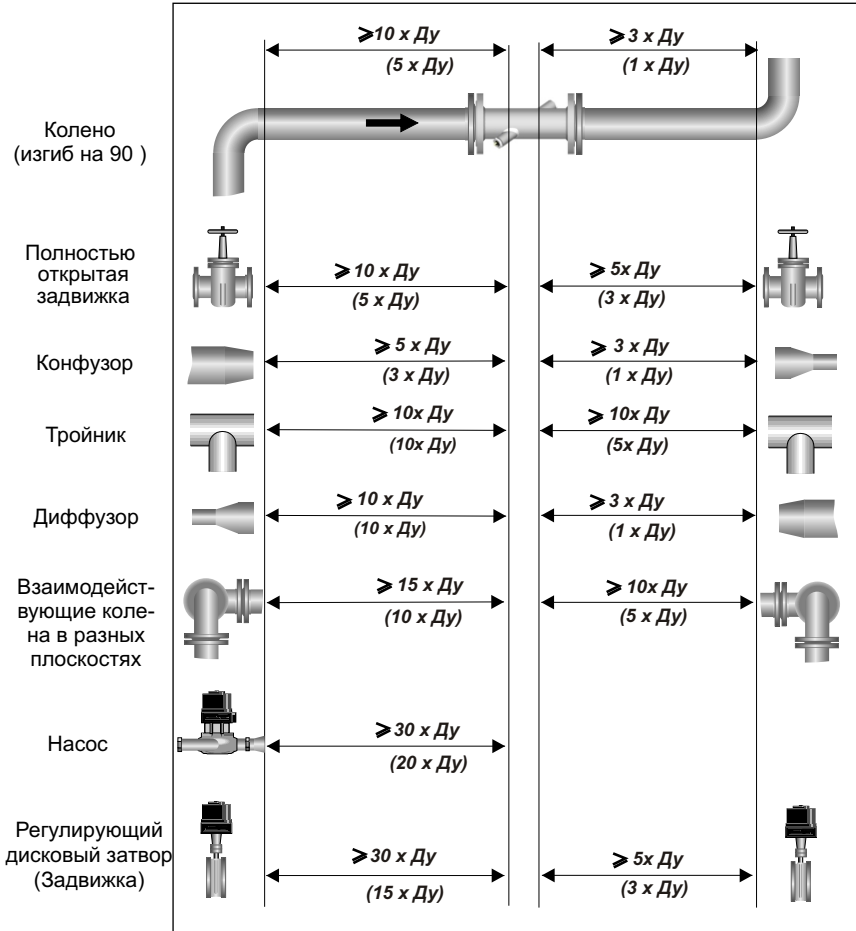 ⩾10 x Ду
(5 x Ду)
⩾3 x Ду
(1 x Ду)
Колено
(изгиб на 90 )
Полностью
открытая
задвижка
⩾10 x Ду
(5 x Ду)
⩾5x Ду
(3 x Ду)
Конфузор
⩾5 x Ду
(3 x Ду)
⩾3 x Ду
(1 x Ду)
Тройник
⩾10x Ду
(10x Ду)
⩾10x Ду
(5x Ду)
Диффузор
⩾10 x Ду
(10 x Ду)
⩾3 x Ду
(1 x Ду)
Взаимодейст-
вующие коле-
на в разных
плоскостях
⩾15 x Ду
(10 x Ду)
⩾10x Ду
(5 x Ду)
Насос
⩾30 x Ду
(20 x Ду)
Регулирующий
дисковый затвор
(Задвижка)
⩾30 x Ду
(15 x Ду)
⩾5x Ду
(3 x Ду)